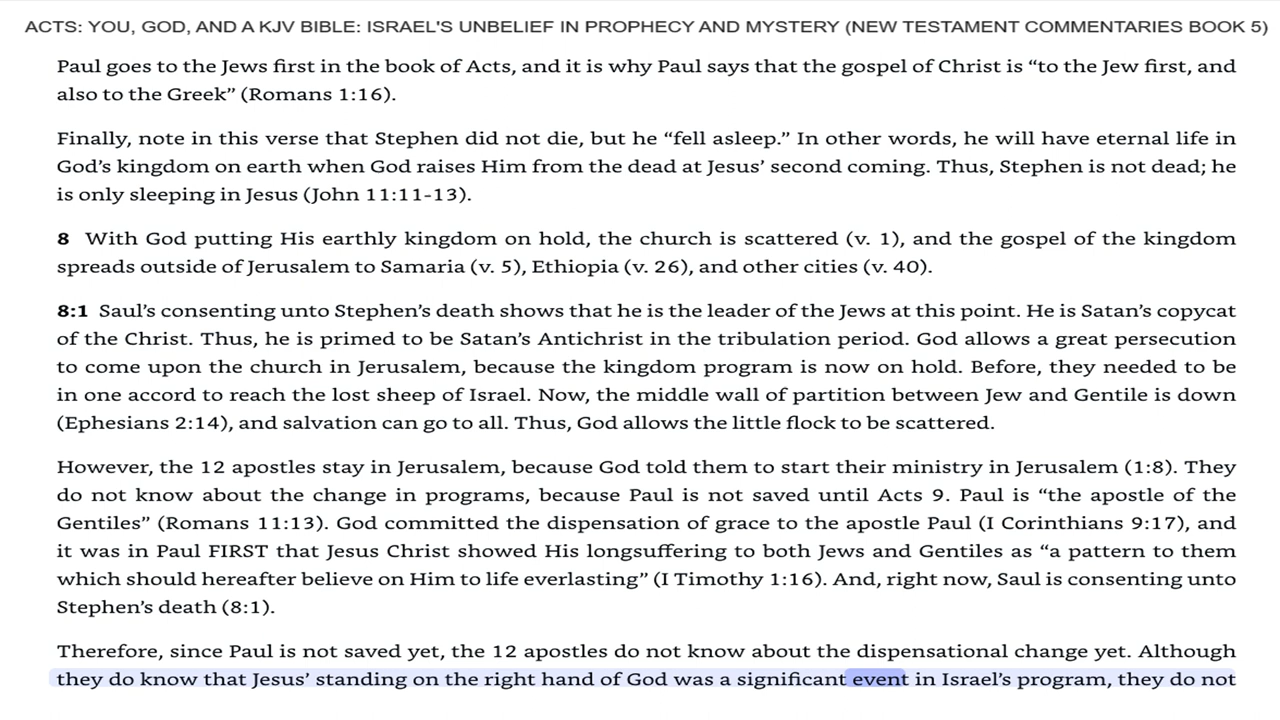 ACTS: YOU, GOD, AND A KJV BIBLE: ISRAEL'S UNBELIEF IN PROPHECY AND MYSTERY (NEW TESTAMENT COMMENTARIES BOOK 5)
Paul goes to the Jews first in the book of Acts, and it is why Paul says that the gospel of Christ is “to the Jew first, and
also to the Greek” (Romans 1:16).
Finally, note in this verse that Stephen did not die, but he “fell asleep.” In other words, he will have eternal life in
God’s kingdom on earth when God raises Him from the dead at Jesus’ second coming. Thus, Stephen is not dead; he
is only sleeping in Jesus (John 11:11-13).
8 With God putting His earthly kingdom on hold, the church is scattered (v. 1), and the gospel of the kingdom
spreads outside of Jerusalem to Samaria (v. 5), Ethiopia (v. 26), and other cities (v. 40).
8:1 Saul’s consenting unto Stephen’s death shows that he is the leader of the Jews at this point. He is Satan’s copycat
of the Christ. Thus, he is primed to be Satan’s Antichrist in the tribulation period. God allows a great persecution
to come upon the church in Jerusalem, because the kingdom program is now on hold. Before, they needed to be
in one accord to reach the lost sheep of Israel. Now, the middle wall of partition between Jew and Gentile is down
(Ephesians 2:14), and salvation can go to all. Thus, God allows the little flock to be scattered.
However, the 12 apostles stay in Jerusalem, because God told them to start their ministry in Jerusalem (1:8). They
do not know about the change in programs, because Paul is not saved until Acts 9. Paul is “the apostle of the
Gentiles” (Romans 11:13). God committed the dispensation of grace to the apostle Paul (I Corinthians 9:17), and
it was in Paul FIRST that Jesus Christ showed His longsuffering to both Jews and Gentiles as “a pattern to them
which should hereafter believe on Him to life everlasting” (I Timothy 1:16). And, right now, Saul is consenting unto
Stephen’s death (8:1).
Therefore, since Paul is not saved yet, the 12 apostles do not know about the dispensational change yet. Although
they do know that Jesus’ standing on the right hand of God was a significant event in Israel’s program, they do not